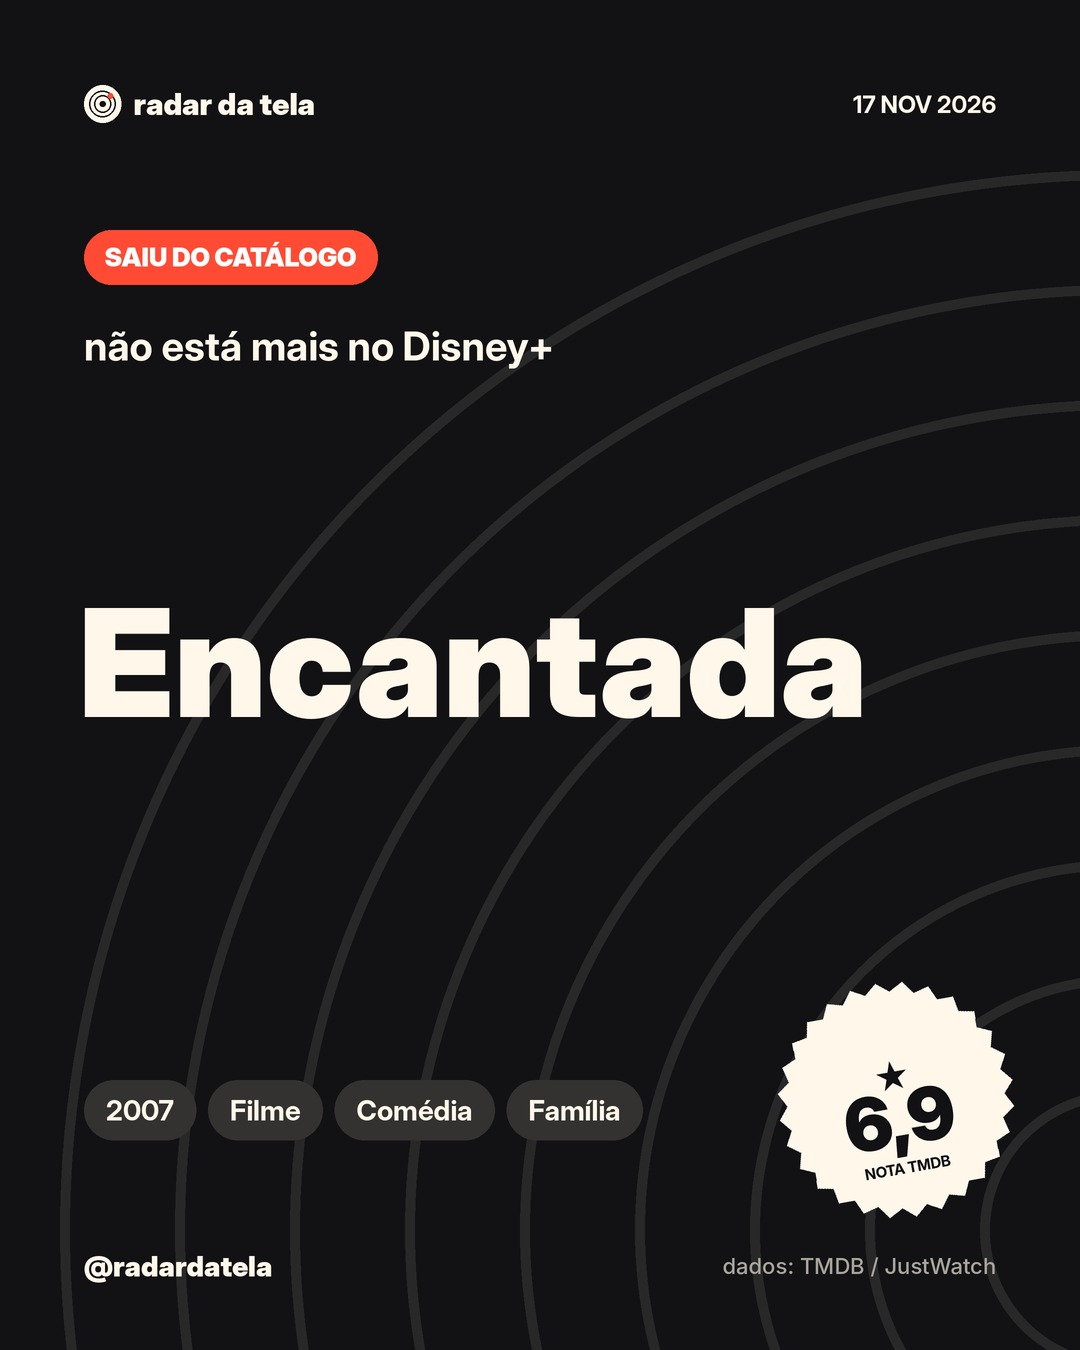 radar da tela
17 NOV 2026
SAIU DO CATÁLOGO
não está mais no Disney+
Encantada
2007
Filme
Comédia
Família
★
6,9
NOTA TMDB
@radardatela
dados: TMDB / JustWatch